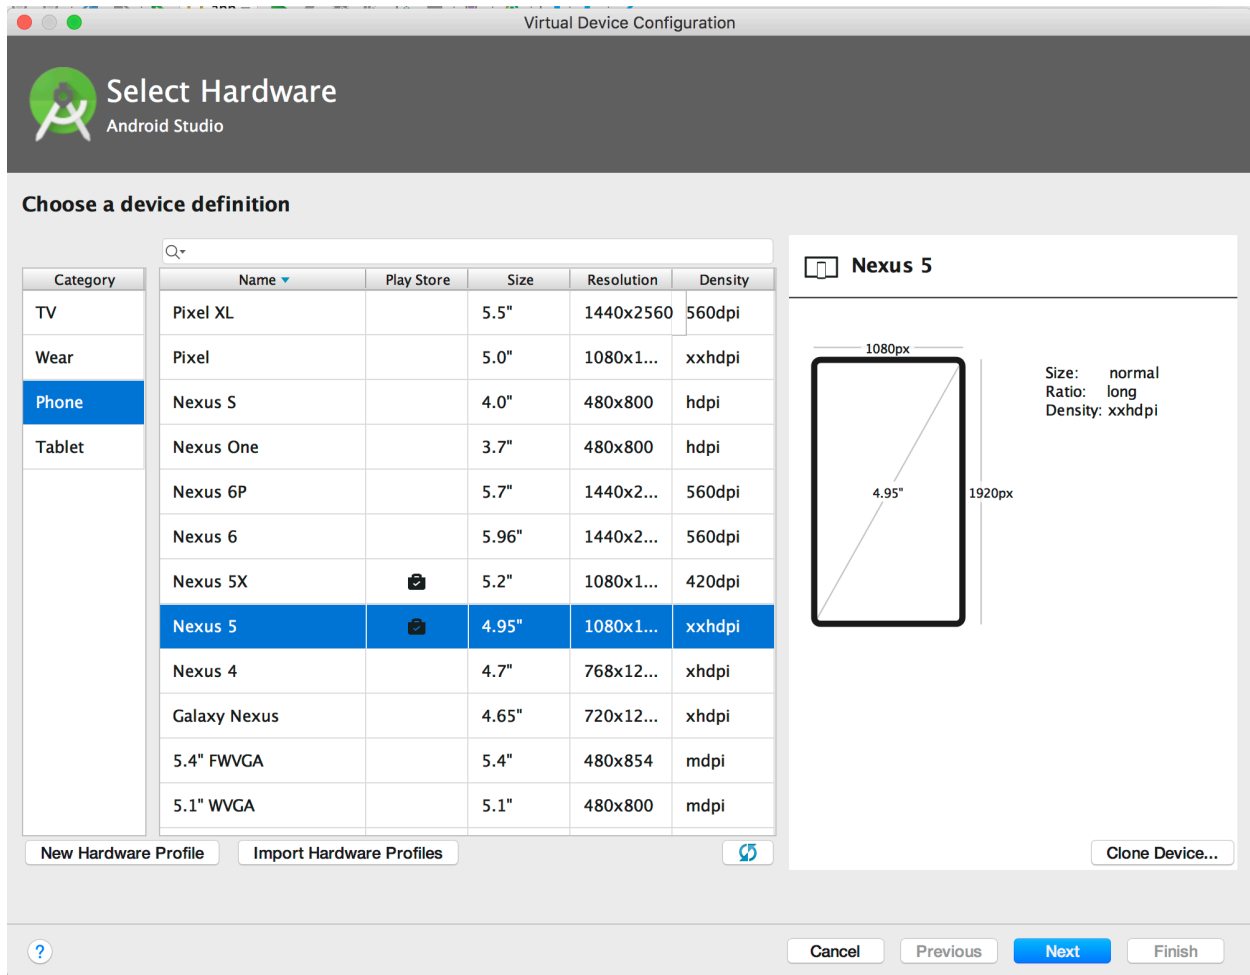 Virtual Device Configuration
Select Hardware
Android Studio
Choose a device definition
Category
TV
Wear
Phone
Tablet
Name Play Store Size Resolution Density
Pixel XL 5.5" 1440x2560 560dpi
Pixel 5.0" 1080x1... xxhdpi
Nexus S 4.0" 480x800 hdpi
Nexus One 3.7" 480x800 hdpi
Nexus 6P 5.7" 1440x2... 560dpi
Nexus 6 5.96" 1440x2... 560dpi
Nexus 5X 5.2" 1080x1... 420dpi
Nexus 5 4.95" 1080x1... xxhdpi
Nexus 4 4.7" 768x12... xhdpi
Galaxy Nexus 4.65" 720x12... xhdpi
5.4" FWVGA 5.4" 480x854 mdpi
5.1" WVGA 5.1" 480x800 mdpi
New Hardware Profile Import Hardware Profiles
Nexus 5
1080px
4.95"
1920px
Size: normal
Ratio: long
Density: xxhdpi
Clone Device...
? Cancel Previous Next Finish